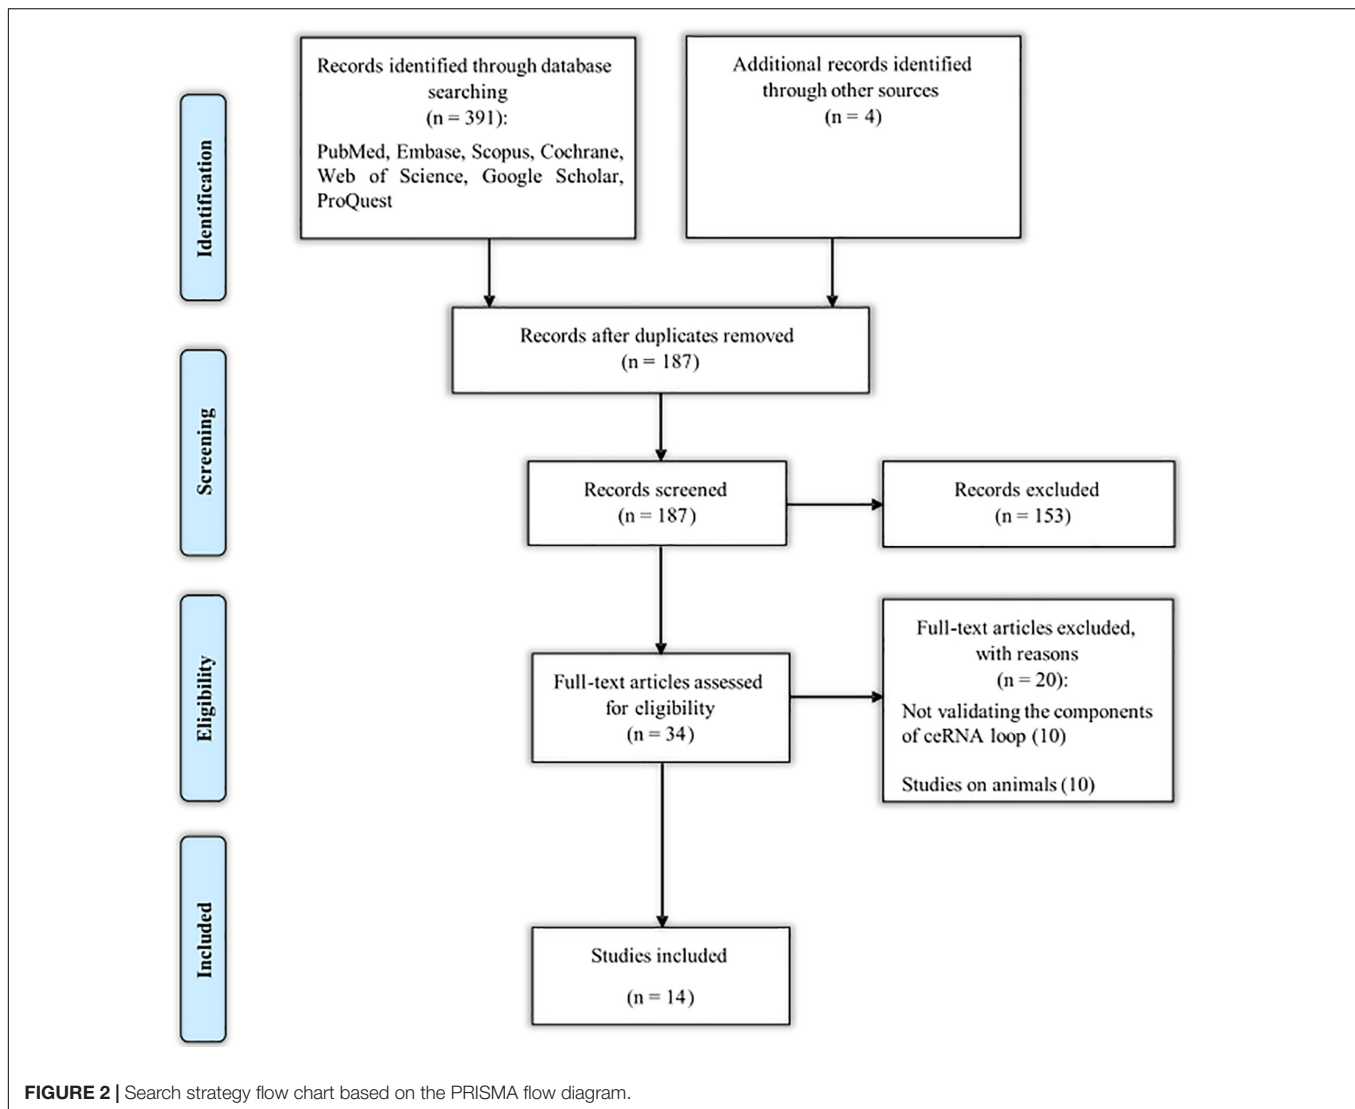 Identification
Records identified through database
searching
(n = 391):
PubMed, Embase, Scopus, Cochrane,
Web of Science, Google Scholar,
ProQuest
Additional records identified
through other sources
(n = 4)
Records after duplicates removed
(n = 187)
Screening
Records screened
(n = 187)
Records excluded
(n = 153)
Eligibility
Full-text articles assessed
for eligibility
(n = 34)
Full-text articles excluded,
with reasons
(n = 20):
Not validating the components
of ceRNA loop (10)
Studies on animals (10)
Included
Studies included
(n = 14)
FIGURE 2 | Search strategy flow chart based on the PRISMA flow diagram.